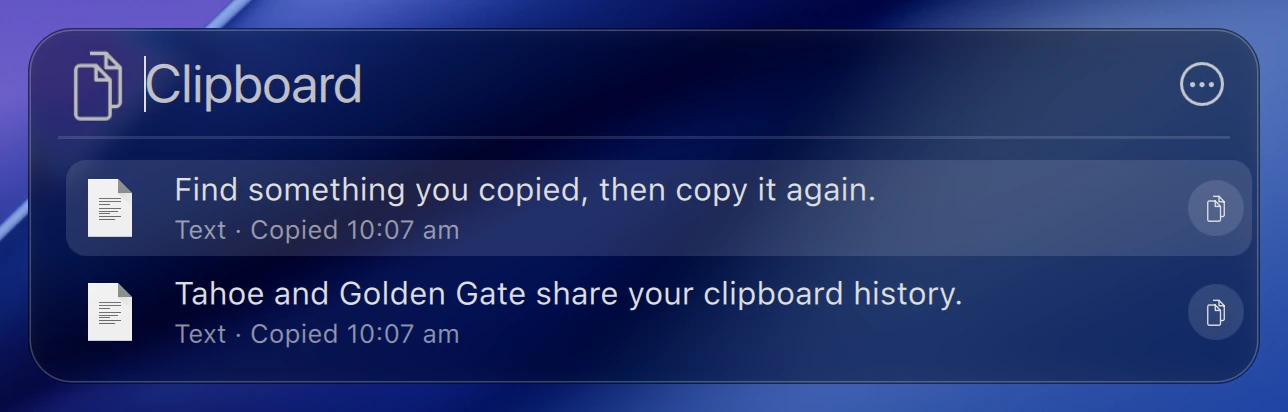 Clipboard
Find something you copied, then copy it again.
Text · Copied 10:07 am
Tahoe and Golden Gate share your clipboard history.
Text · Copied 10:07 am